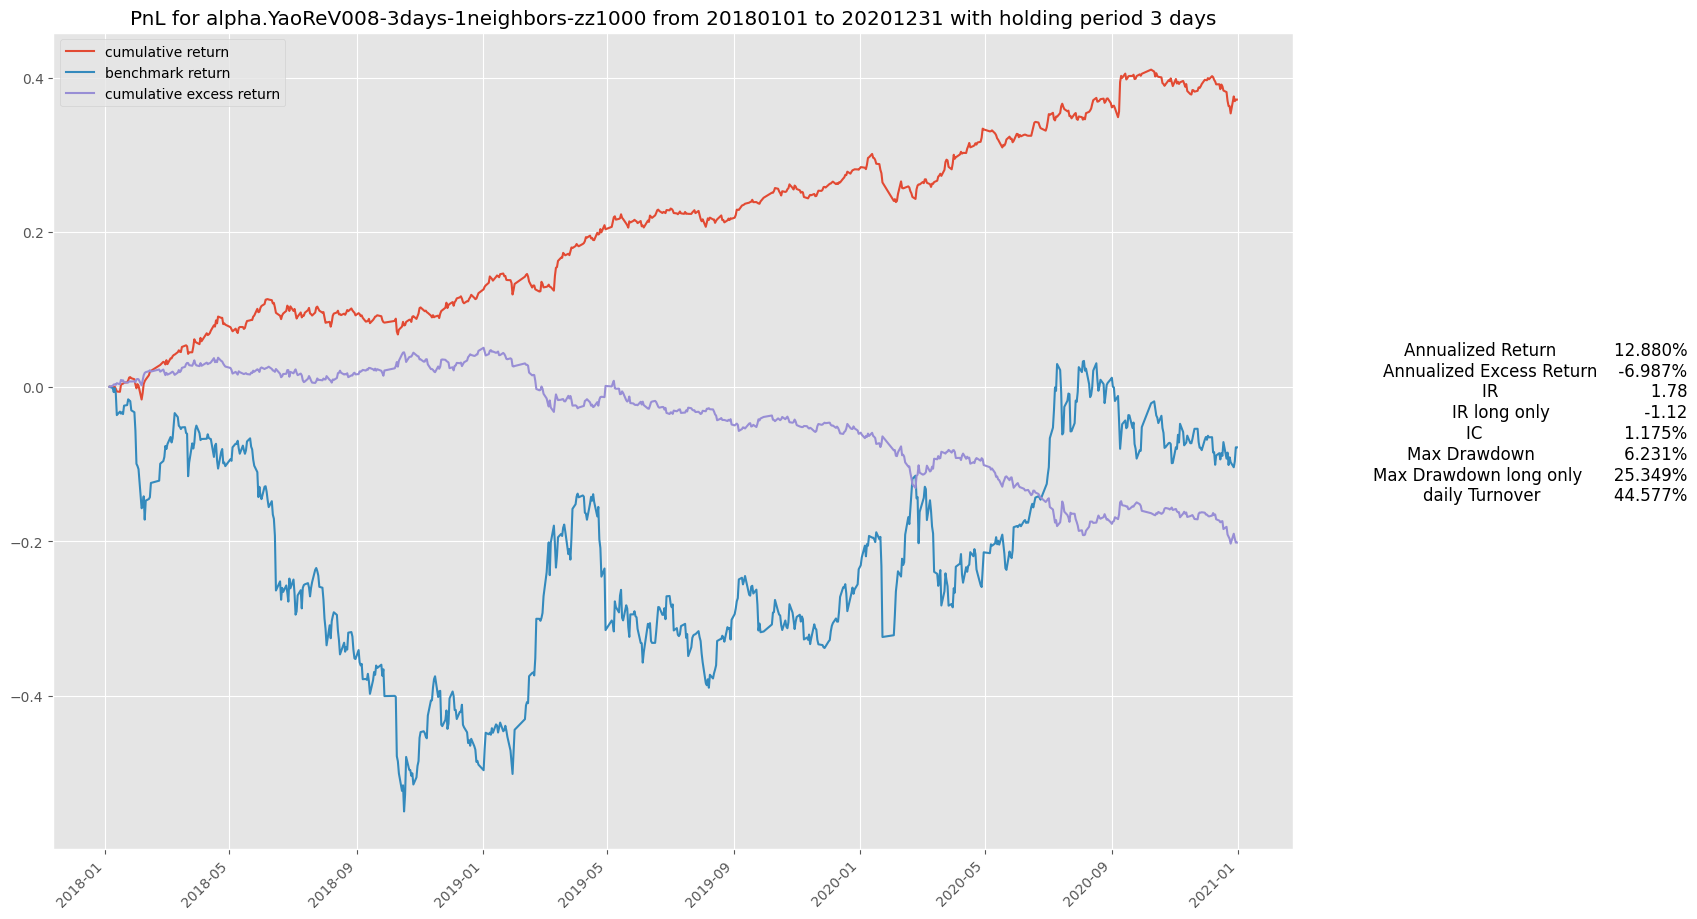 PnL for alpha.YaoReV008-3days-1neighbors-zz1000 from 20180101 to 20201231 with holding period 3 days
cumulative return
benchmark return
cumulative excess return
0.4
0.2
0.0
−0.2
−0.4
2018-01
2018-05
2018-09
2019-01
2019-05
2019-09
2020-01
2020-05
2020-09
2021-01
Annualized Return 12.880%
Annualized Excess Return -6.987%
IR 1.78
IR long only -1.12
IC 1.175%
Max Drawdown 6.231%
Max Drawdown long only 25.349%
daily Turnover 44.577%